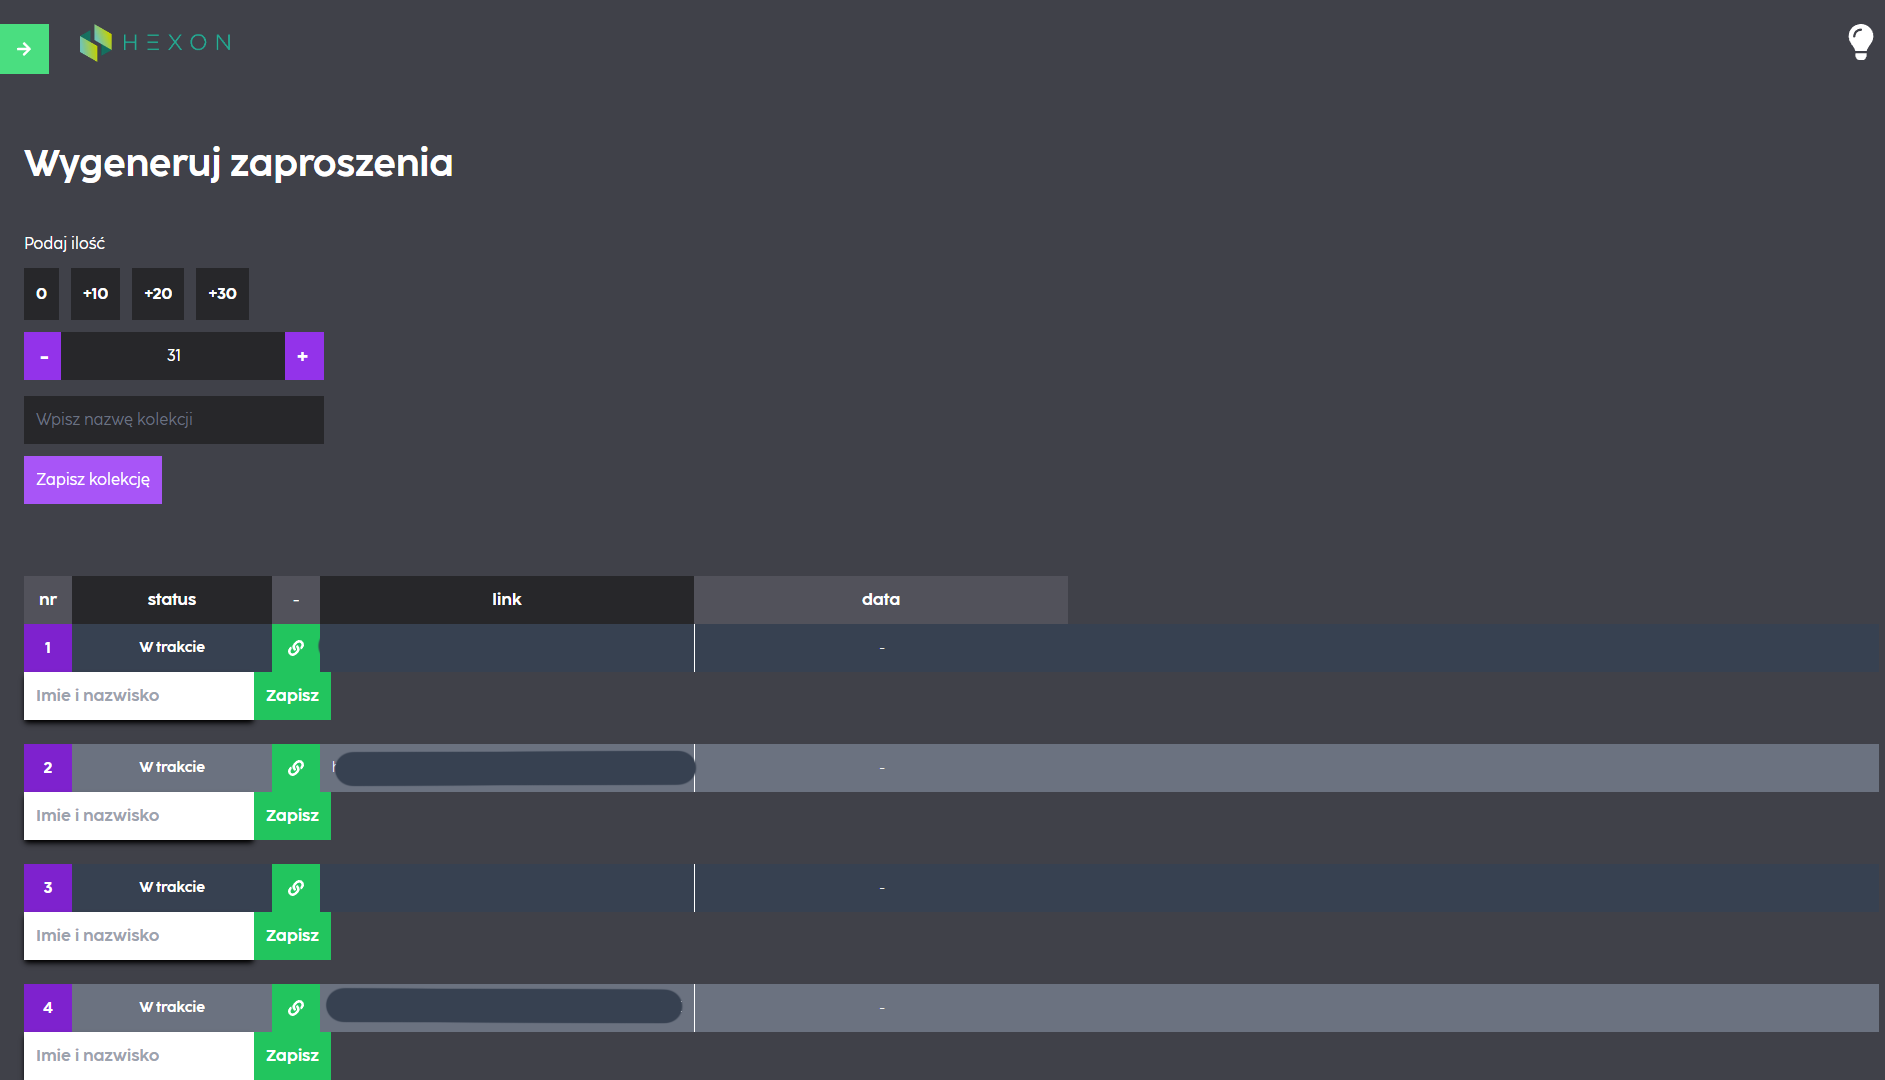 HEXON
Wygeneruj zaproszenia
Podaj ilość
0 +10 +20 +30
- 31 +
Wpisz nazwę kolekcji
Zapisz kolekcję
nr status - link data
1 W trakcie -
Imie i nazwisko Zapisz
2 W trakcie -
Imie i nazwisko Zapisz
3 W trakcie -
Imie i nazwisko Zapisz
4 W trakcie -
Imie i nazwisko Zapisz